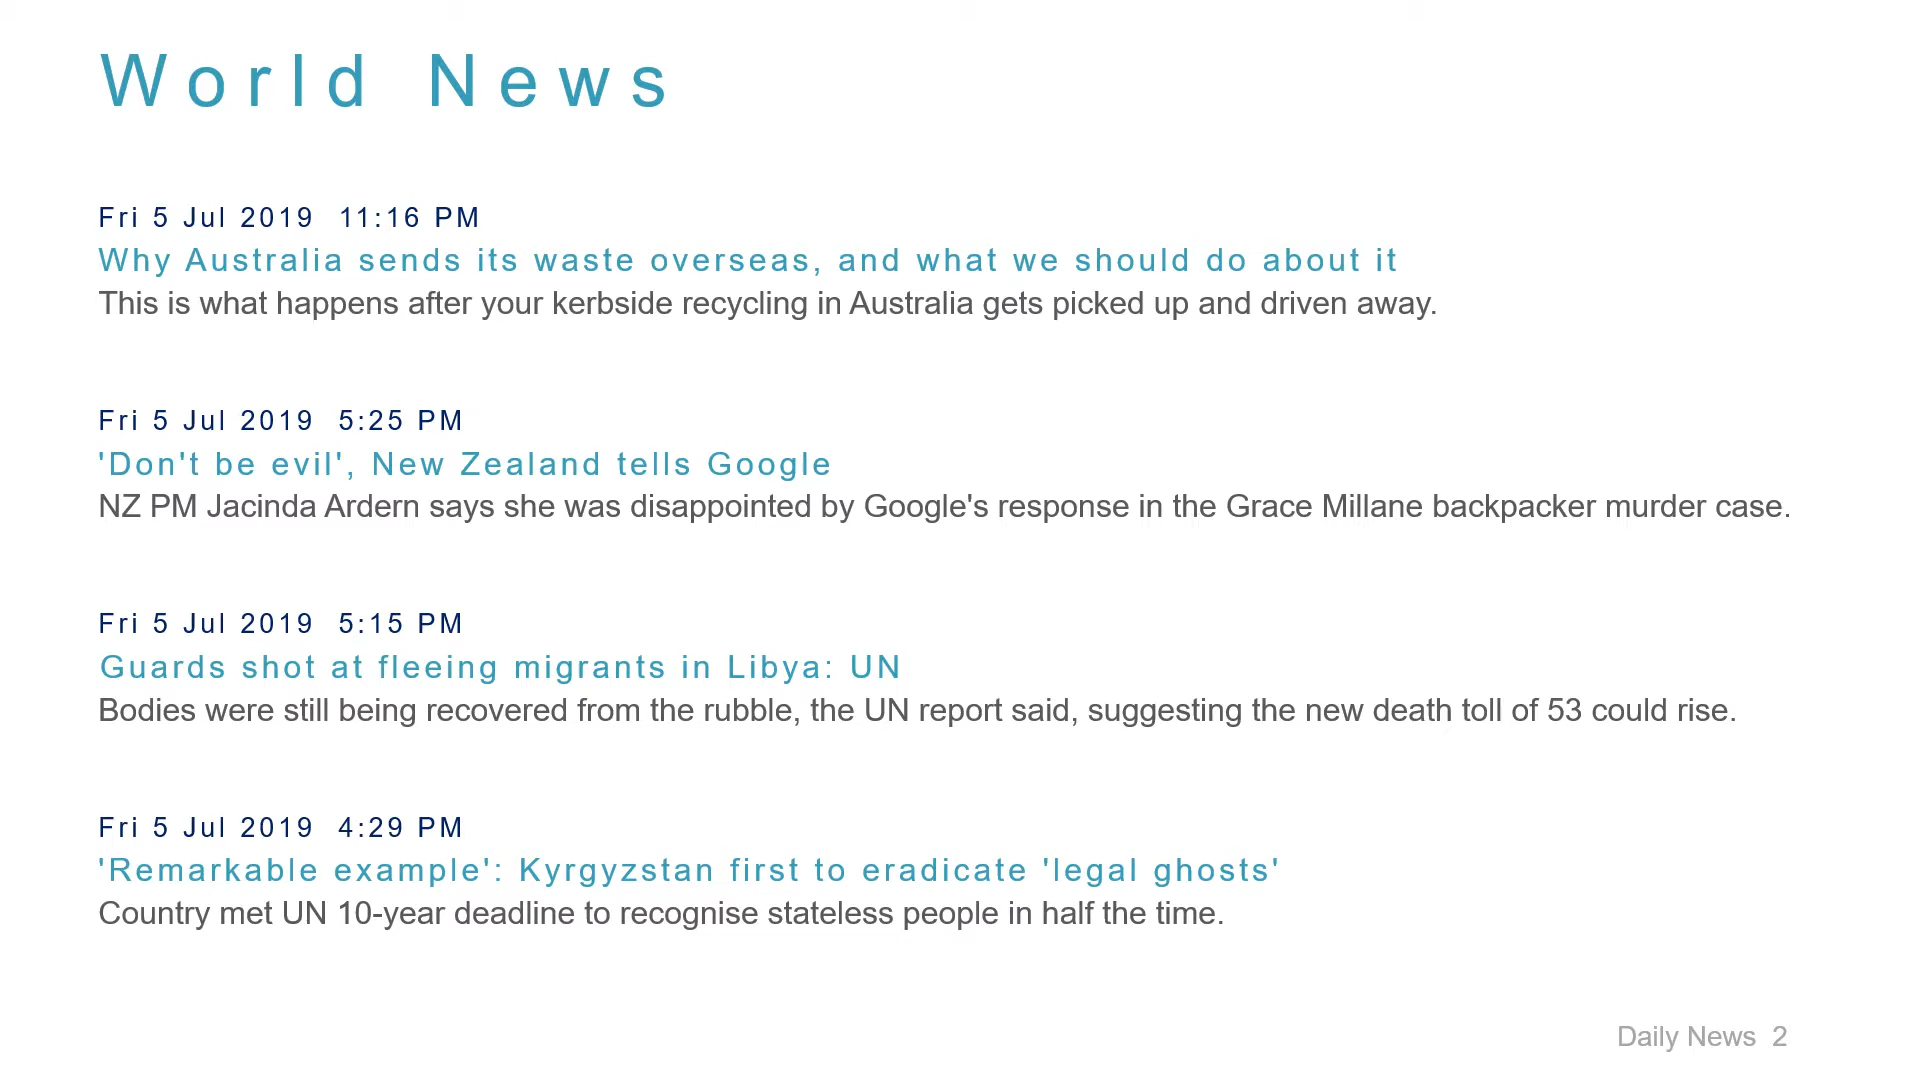 World News
Fri 5 Jul 2019  11:16 PM
Why Australia sends its waste overseas, and what we should do about it
This is what happens after your kerbside recycling in Australia gets picked up and driven away.
Fri 5 Jul 2019  5:25 PM
'Don't be evil', New Zealand tells Google
NZ PM Jacinda Ardern says she was disappointed by Google's response in the Grace Millane backpacker murder case.
Fri 5 Jul 2019  5:15 PM
Guards shot at fleeing migrants in Libya: UN
Bodies were still being recovered from the rubble, the UN report said, suggesting the new death toll of 53 could rise.
Fri 5 Jul 2019  4:29 PM
'Remarkable example': Kyrgyzstan first to eradicate 'legal ghosts'
Country met UN 10-year deadline to recognise stateless people in half the time.
Daily News  2